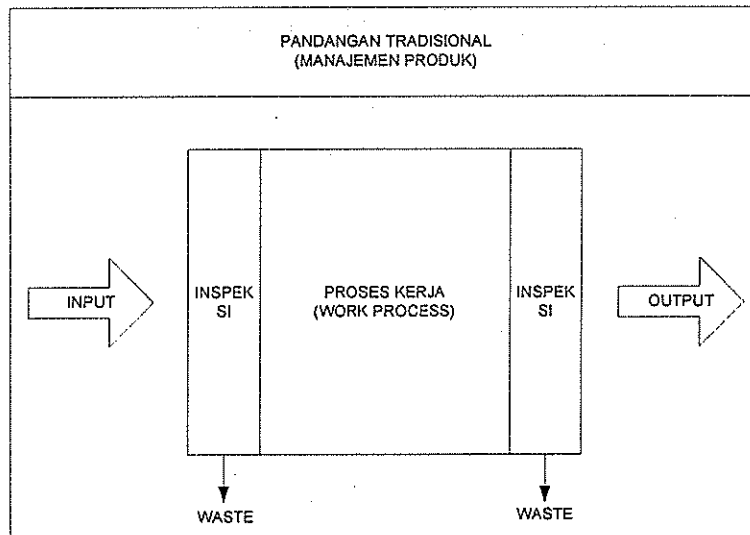 PANDANGAN TRADISIONAL
(MANAJEMEN PRODUK)
INPUT
INSPEK
SI
PROSES KERJA
(WORK PROCESS)
INSPEK
SI
OUTPUT
WASTE
WASTE